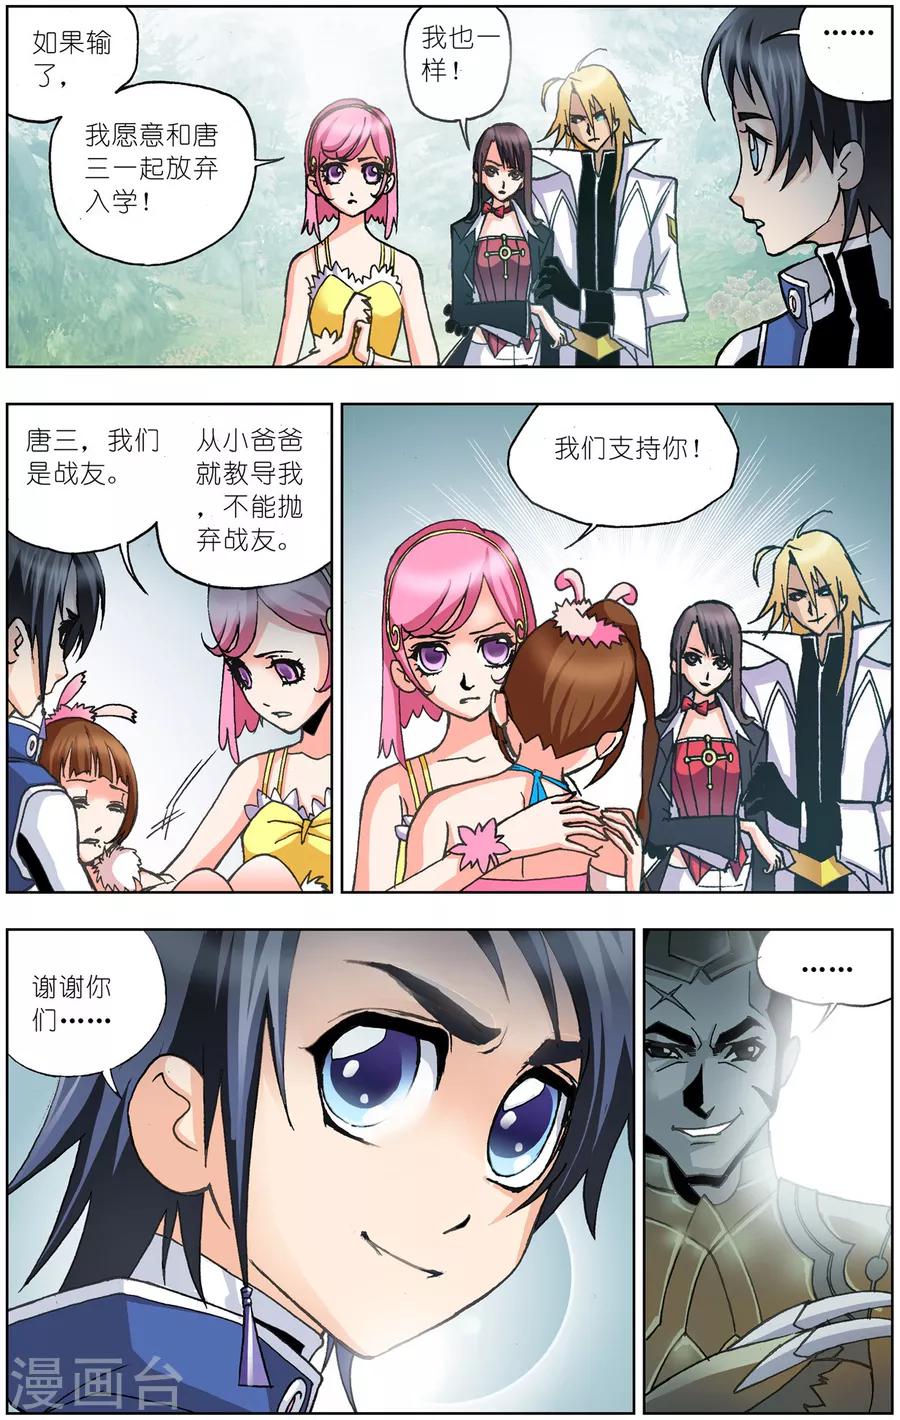 如果输
了，
我愿意和唐
三一起放弃
入学！
我也一
样！
……
唐三，我们
是战友。
从小爸爸
就教导我
，不能抛
弃战友。
我们支持你！
谢谢你
们……
……
漫画台